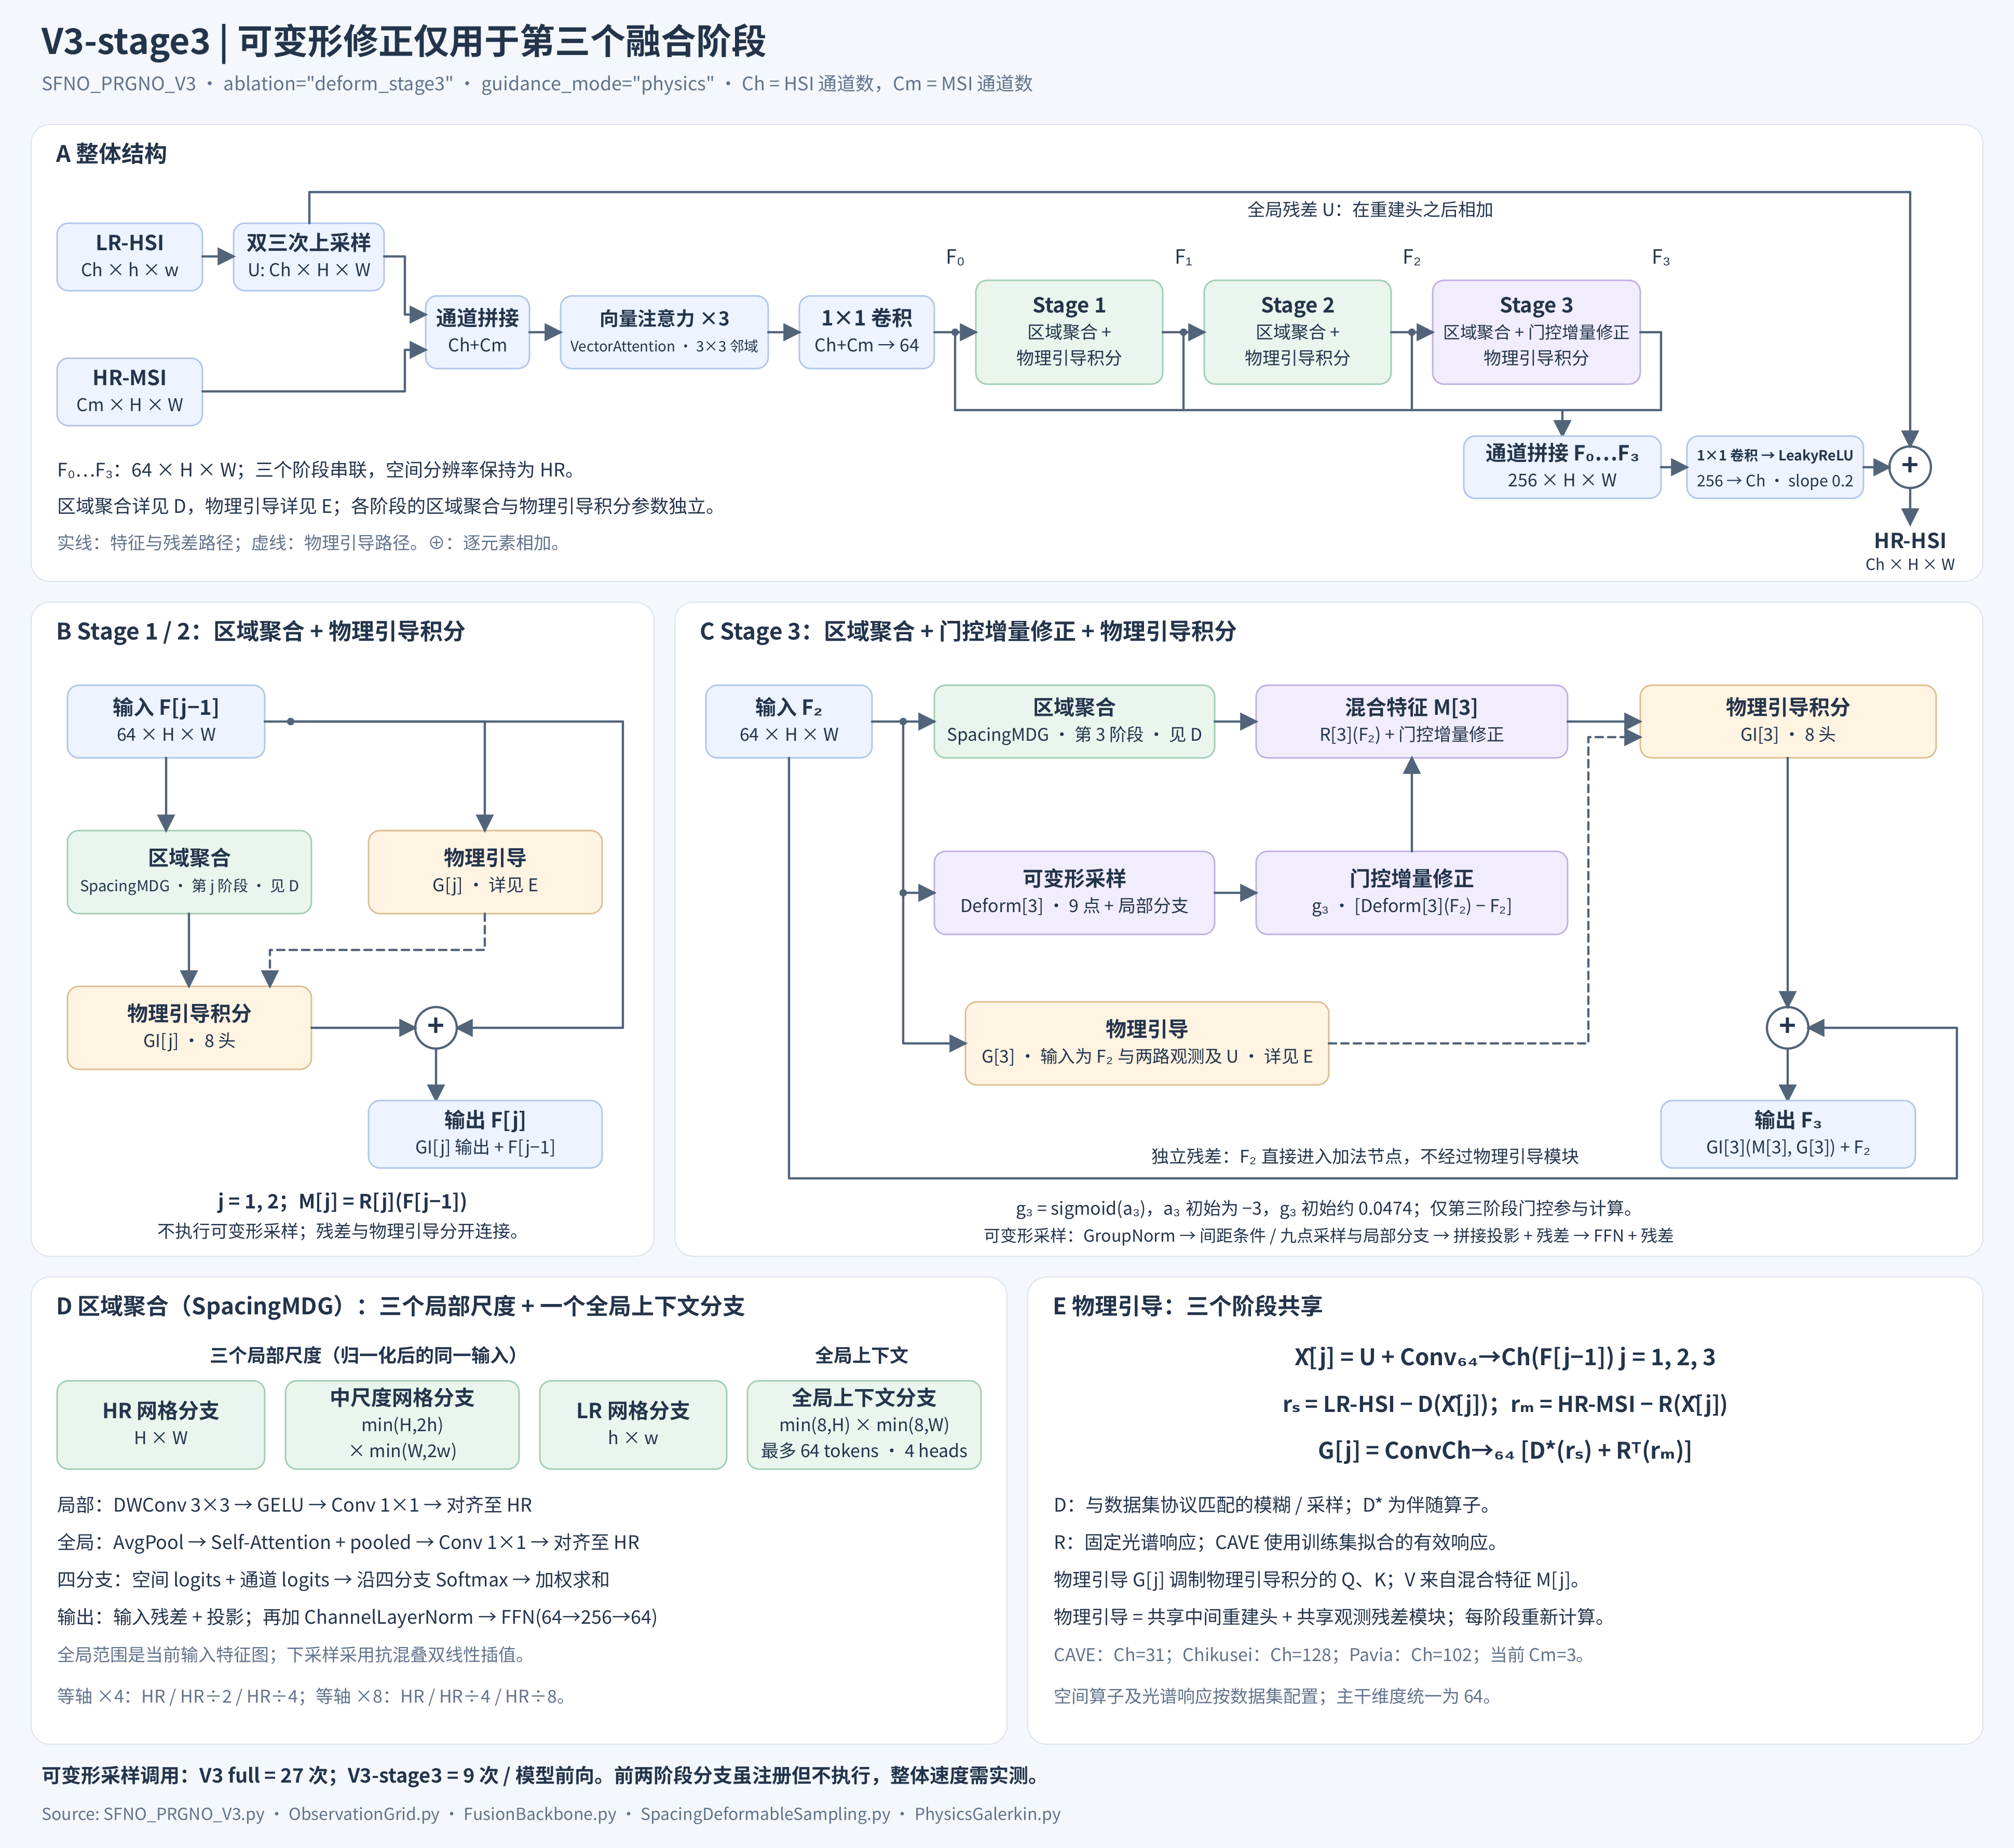 V3-stage3 | 可变形修正仅用于第三个融合阶段
SFNO_PRGNO_V3 • ablation="deform_stage3" • guidance_mode="physics" • Ch = HSI 通道数，Cm = MSI 通道数
A 整体结构
全局残差 U：在重建头之后相加
LR-HSI
Ch × h × w
双三次上采样
U: Ch × H × W
HR-MSI
Cm × H × W
通道拼接
Ch+Cm
向量注意力 ×3
VectorAttention • 3×3 邻域
1×1 卷积
Ch+Cm → 64
F₀
Stage 1
区域聚合 +
物理引导积分
F₁
Stage 2
区域聚合 +
物理引导积分
F₂
Stage 3
区域聚合 + 门控增量修正
物理引导积分
F₃
通道拼接 F₀…F₃
256 × H × W
1×1 卷积 → LeakyReLU
256 → Ch • slope 0.2
+
HR-HSI
Ch × H × W
F₀…F₃：64 × H × W；三个阶段串联，空间分辨率保持为 HR。
区域聚合详见 D，物理引导详见 E；各阶段的区域聚合与物理引导积分参数独立。
实线：特征与残差路径；虚线：物理引导路径。⊕：逐元素相加。
B Stage 1 / 2：区域聚合 + 物理引导积分
输入 F[j−1]
64 × H × W
区域聚合
SpacingMDG • 第 j 阶段 • 见 D
物理引导
G[j] • 详见 E
物理引导积分
GI[j] • 8 头
+
输出 F[j]
GI[j] 输出 + F[j−1]
j = 1, 2；M[j] = R[j](F[j−1])
不执行可变形采样；残差与物理引导分开连接。
C Stage 3：区域聚合 + 门控增量修正 + 物理引导积分
输入 F₂
64 × H × W
区域聚合
SpacingMDG • 第 3 阶段 • 见 D
混合特征 M[3]
R[3](F₂) + 门控增量修正
物理引导积分
GI[3] • 8 头
可变形采样
Deform[3] • 9 点 + 局部分支
门控增量修正
g₃ • [Deform[3](F₂) − F₂]
物理引导
G[3] • 输入为 F₂ 与两路观测及 U • 详见 E
+
输出 F₃
GI[3](M[3], G[3]) + F₂
独立残差：F₂ 直接进入加法节点，不经过物理引导模块
g₃ = sigmoid(a₃)，a₃ 初始为 −3，g₃ 初始约 0.0474；仅第三阶段门控参与计算。
可变形采样：GroupNorm → 间距条件 / 九点采样与局部分支 → 拼接投影 + 残差 → FFN + 残差
D 区域聚合（SpacingMDG）：三个局部尺度 + 一个全局上下文分支
三个局部尺度（归一化后的同一输入）
全局上下文
HR 网格分支
H × W
中尺度网格分支
min(H,2h)
× min(W,2w)
LR 网格分支
h × w
全局上下文分支
min(8,H) × min(8,W)
最多 64 tokens • 4 heads
局部：DWConv 3×3 → GELU → Conv 1×1 → 对齐至 HR
全局：AvgPool → Self-Attention + pooled → Conv 1×1 → 对齐至 HR
四分支：空间 logits + 通道 logits → 沿四分支 Softmax → 加权求和
输出：输入残差 + 投影；再加 ChannelLayerNorm → FFN(64→256→64)
全局范围是当前输入特征图；下采样采用抗混叠双线性插值。
等轴 ×4：HR / HR÷2 / HR÷4；等轴 ×8：HR / HR÷4 / HR÷8。
E 物理引导：三个阶段共享
X̂[j] = U + Conv₆₄→Ch(F[j−1]) j = 1, 2, 3
rₛ = LR-HSI − D(X̂[j])；rₘ = HR-MSI − R(X̂[j])
G[j] = ConvCh→₆₄ [D*(rₛ) + Rᵀ(rₘ)]
D：与数据集协议匹配的模糊 / 采样；D* 为伴随算子。
R：固定光谱响应；CAVE 使用训练集拟合的有效响应。
物理引导 G[j] 调制物理引导积分的 Q、K；V 来自混合特征 M[j]。
物理引导 = 共享中间重建头 + 共享观测残差模块；每阶段重新计算。
CAVE：Ch=31；Chikusei：Ch=128；Pavia：Ch=102；当前 Cm=3。
空间算子及光谱响应按数据集配置；主干维度统一为 64。
可变形采样调用：V3 full = 27 次；V3-stage3 = 9 次 / 模型前向。前两阶段分支虽注册但不执行，整体速度需实测。
Source: SFNO_PRGNO_V3.py • ObservationGrid.py • FusionBackbone.py • SpacingDeformableSampling.py • PhysicsGalerkin.py